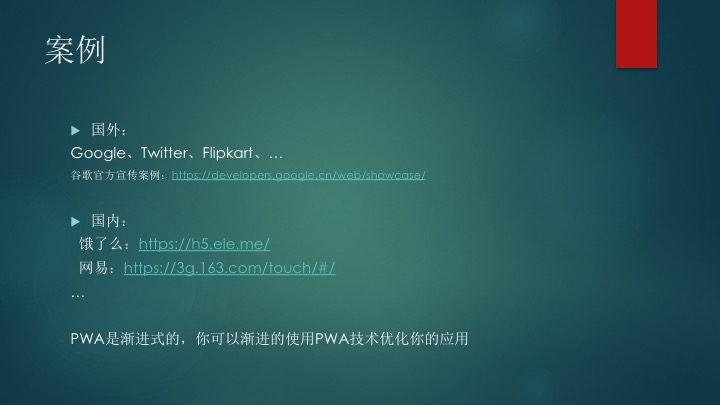 案例
国外：
Google、Twitter、Flipkart、…
谷歌官方宣传案例：https://developers.google.cn/web/showcase/
国内：
饿了么：https://h5.ele.me/
网易：https://3g.163.com/touch/#/
…
PWA是渐进式的，你可以渐进的使用PWA技术优化你的应用